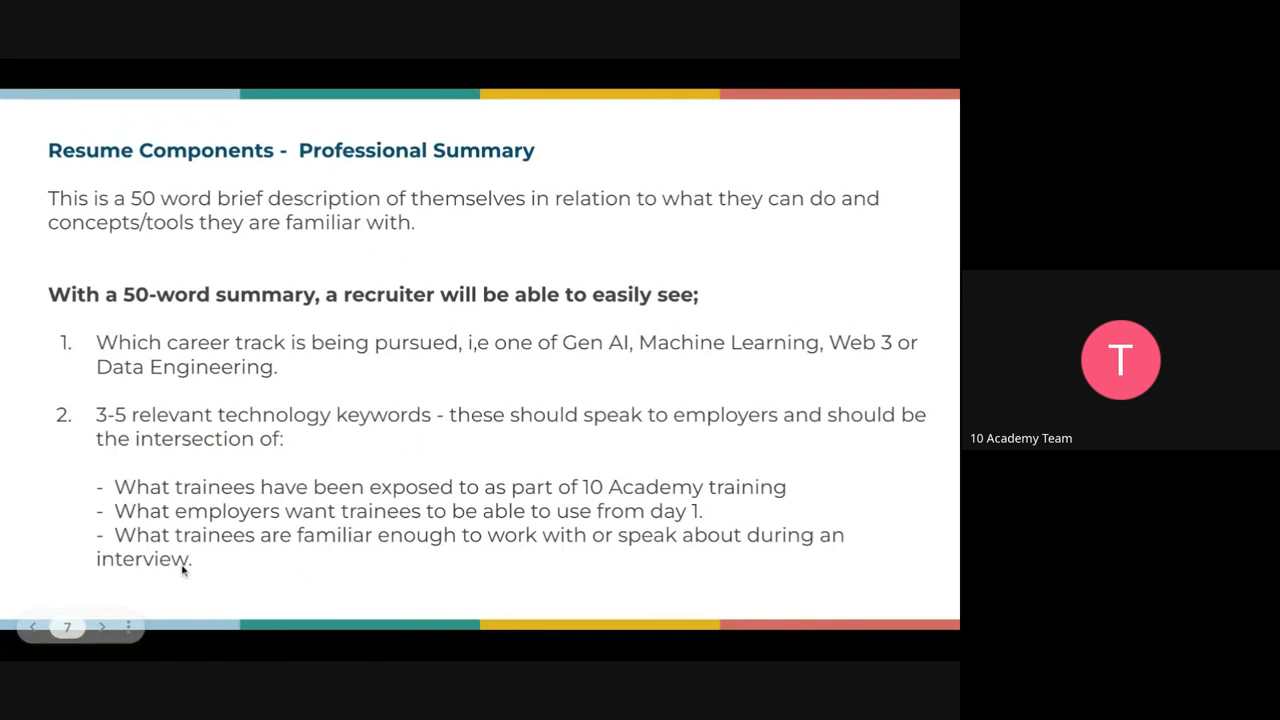 Resume Components -  Professional Summary
This is a 50 word brief description of themselves in relation to what they can do and
concepts/tools they are familiar with.
With a 50-word summary, a recruiter will be able to easily see;
1. Which career track is being pursued, i,e one of Gen AI, Machine Learning, Web 3 or
Data Engineering.
2. 3-5 relevant technology keywords - these should speak to employers and should be
the intersection of:
- What trainees have been exposed to as part of 10 Academy training
- What employers want trainees to be able to use from day 1.
- What trainees are familiar enough to work with or speak about during an
interview.
7
T
10 Academy Team